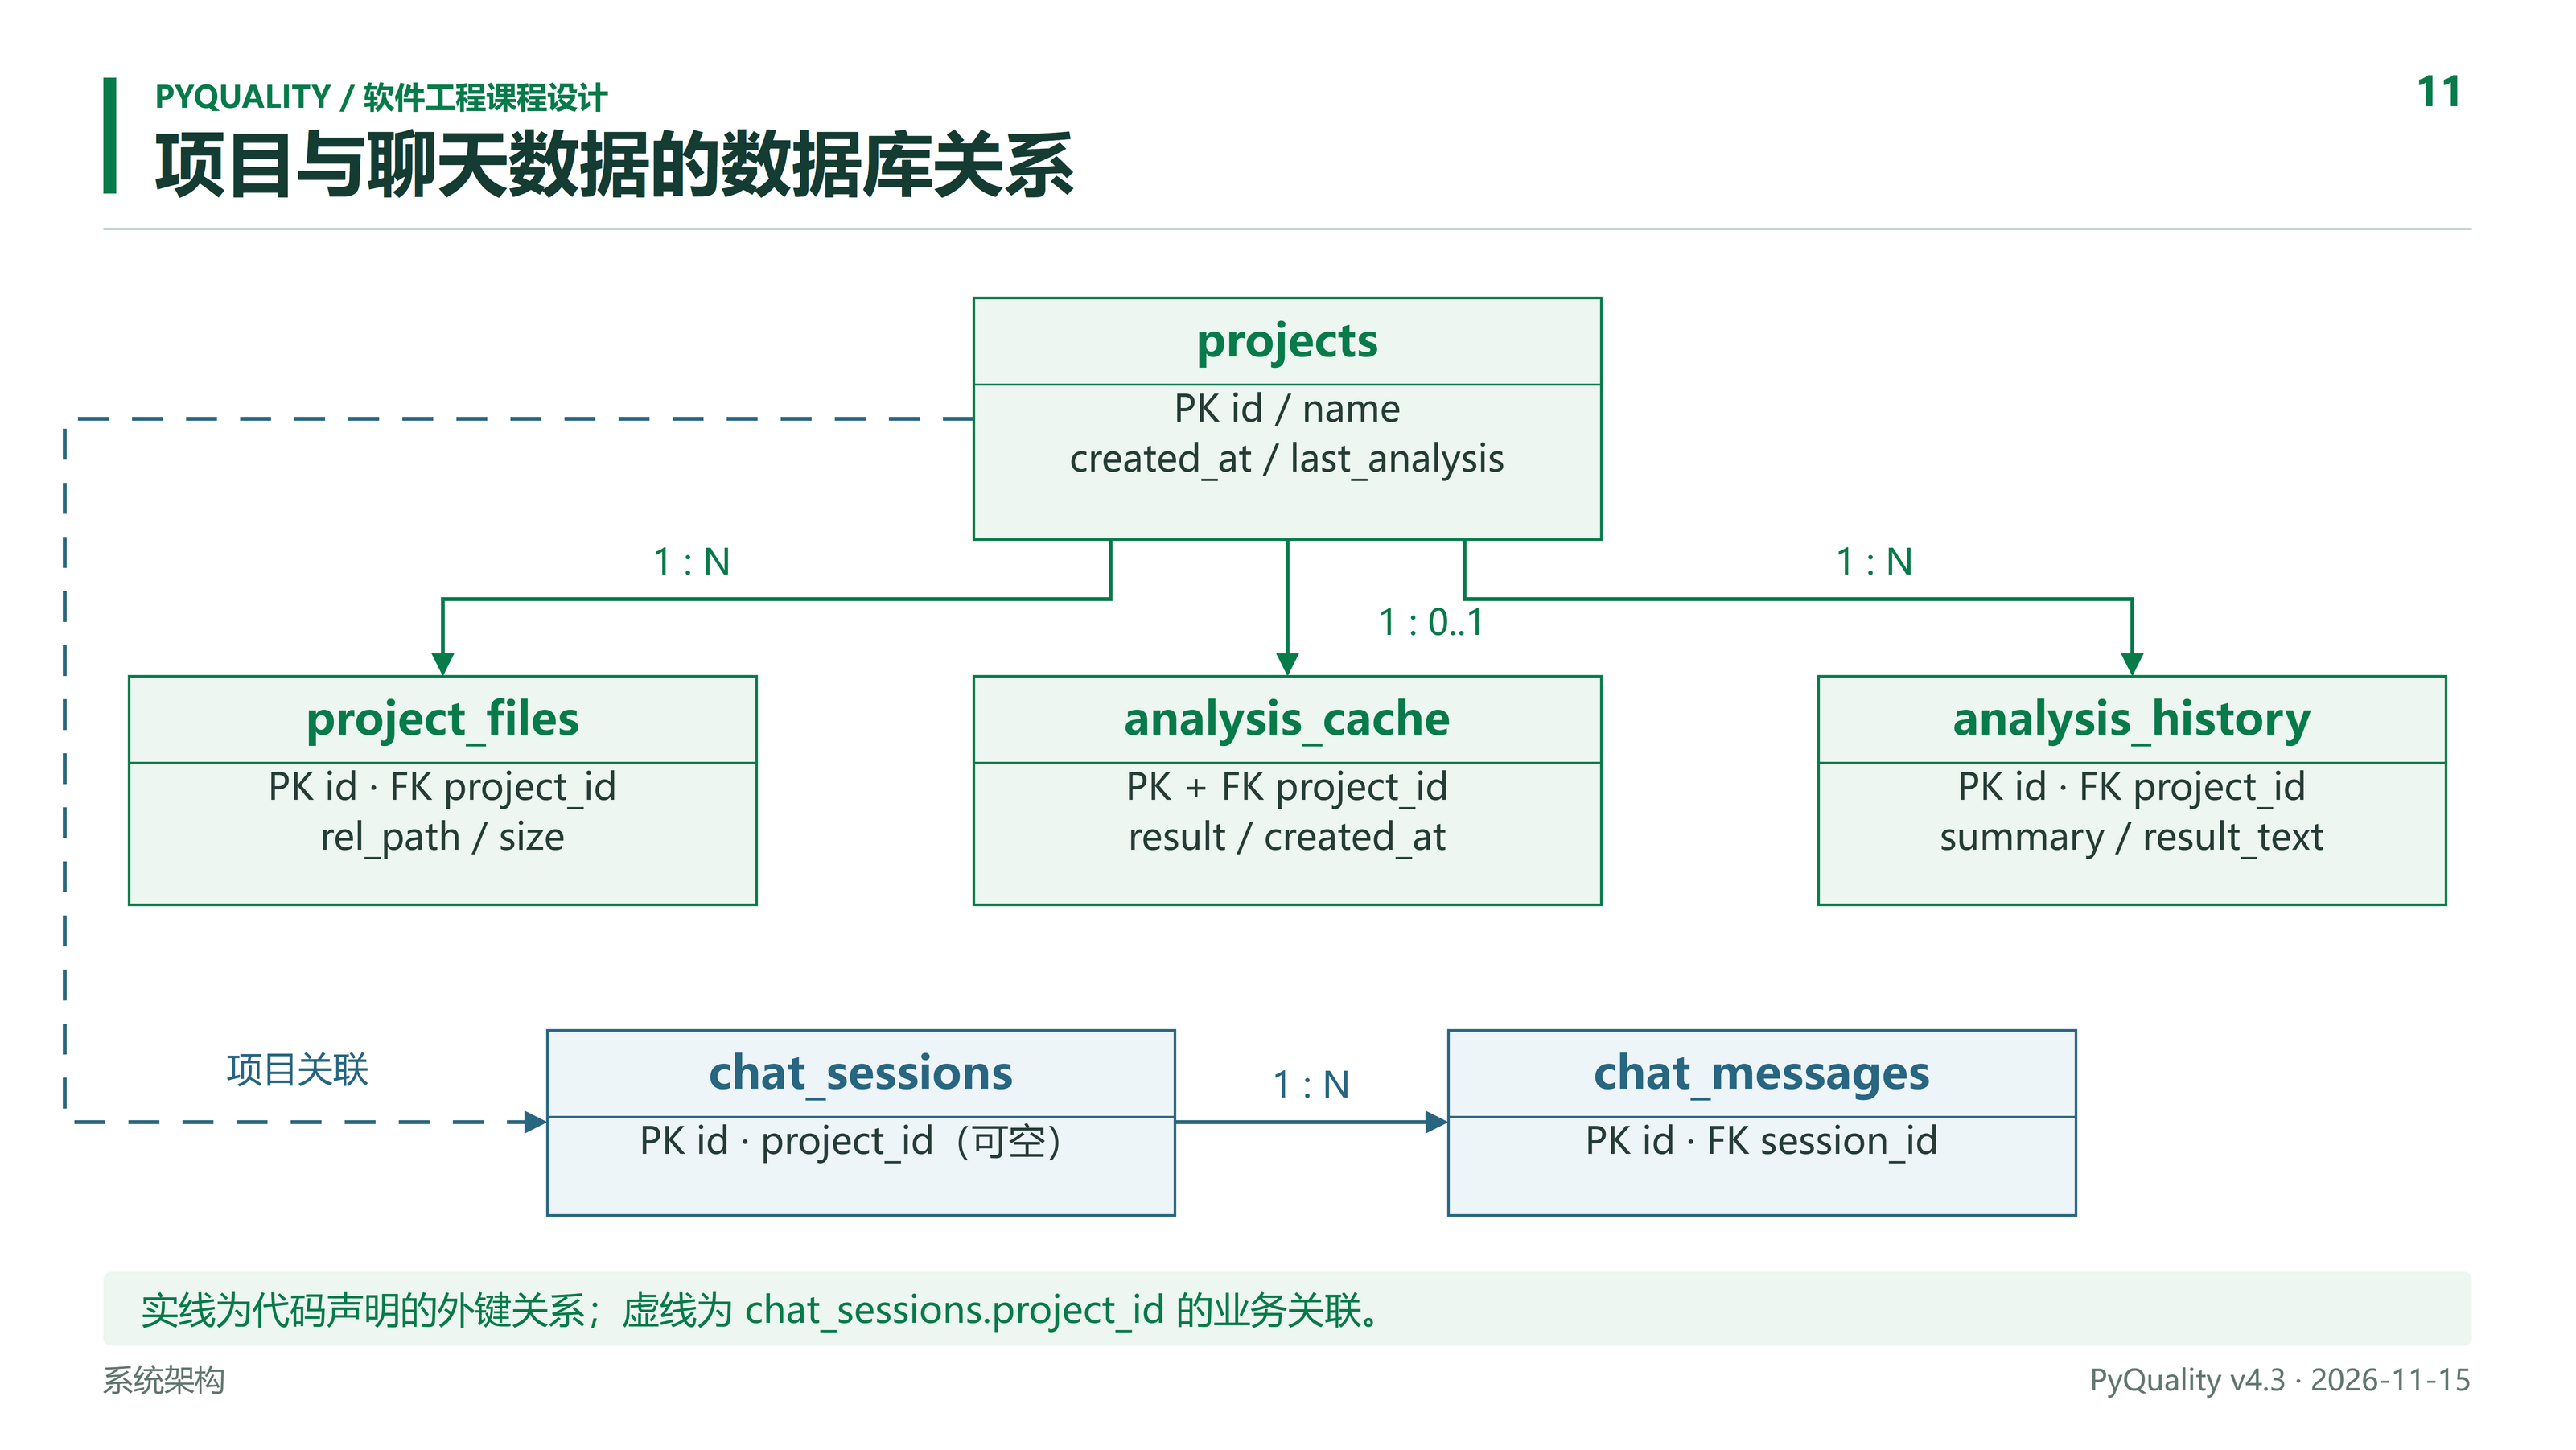 PYQUALITY / 软件工程课程设计
11
项目与聊天数据的数据库关系
projects
PK id / name
created_at / last_analysis
1 : N
1 : 0..1
1 : N
project_files
PK id · FK project_id
rel_path / size
analysis_cache
PK + FK project_id
result / created_at
analysis_history
PK id · FK project_id
summary / result_text
项目关联
chat_sessions
PK id · project_id（可空）
1 : N
chat_messages
PK id · FK session_id
实线为代码声明的外键关系；虚线为 chat_sessions.project_id 的业务关联。
系统架构
PyQuality v4.3 · 2026-11-15